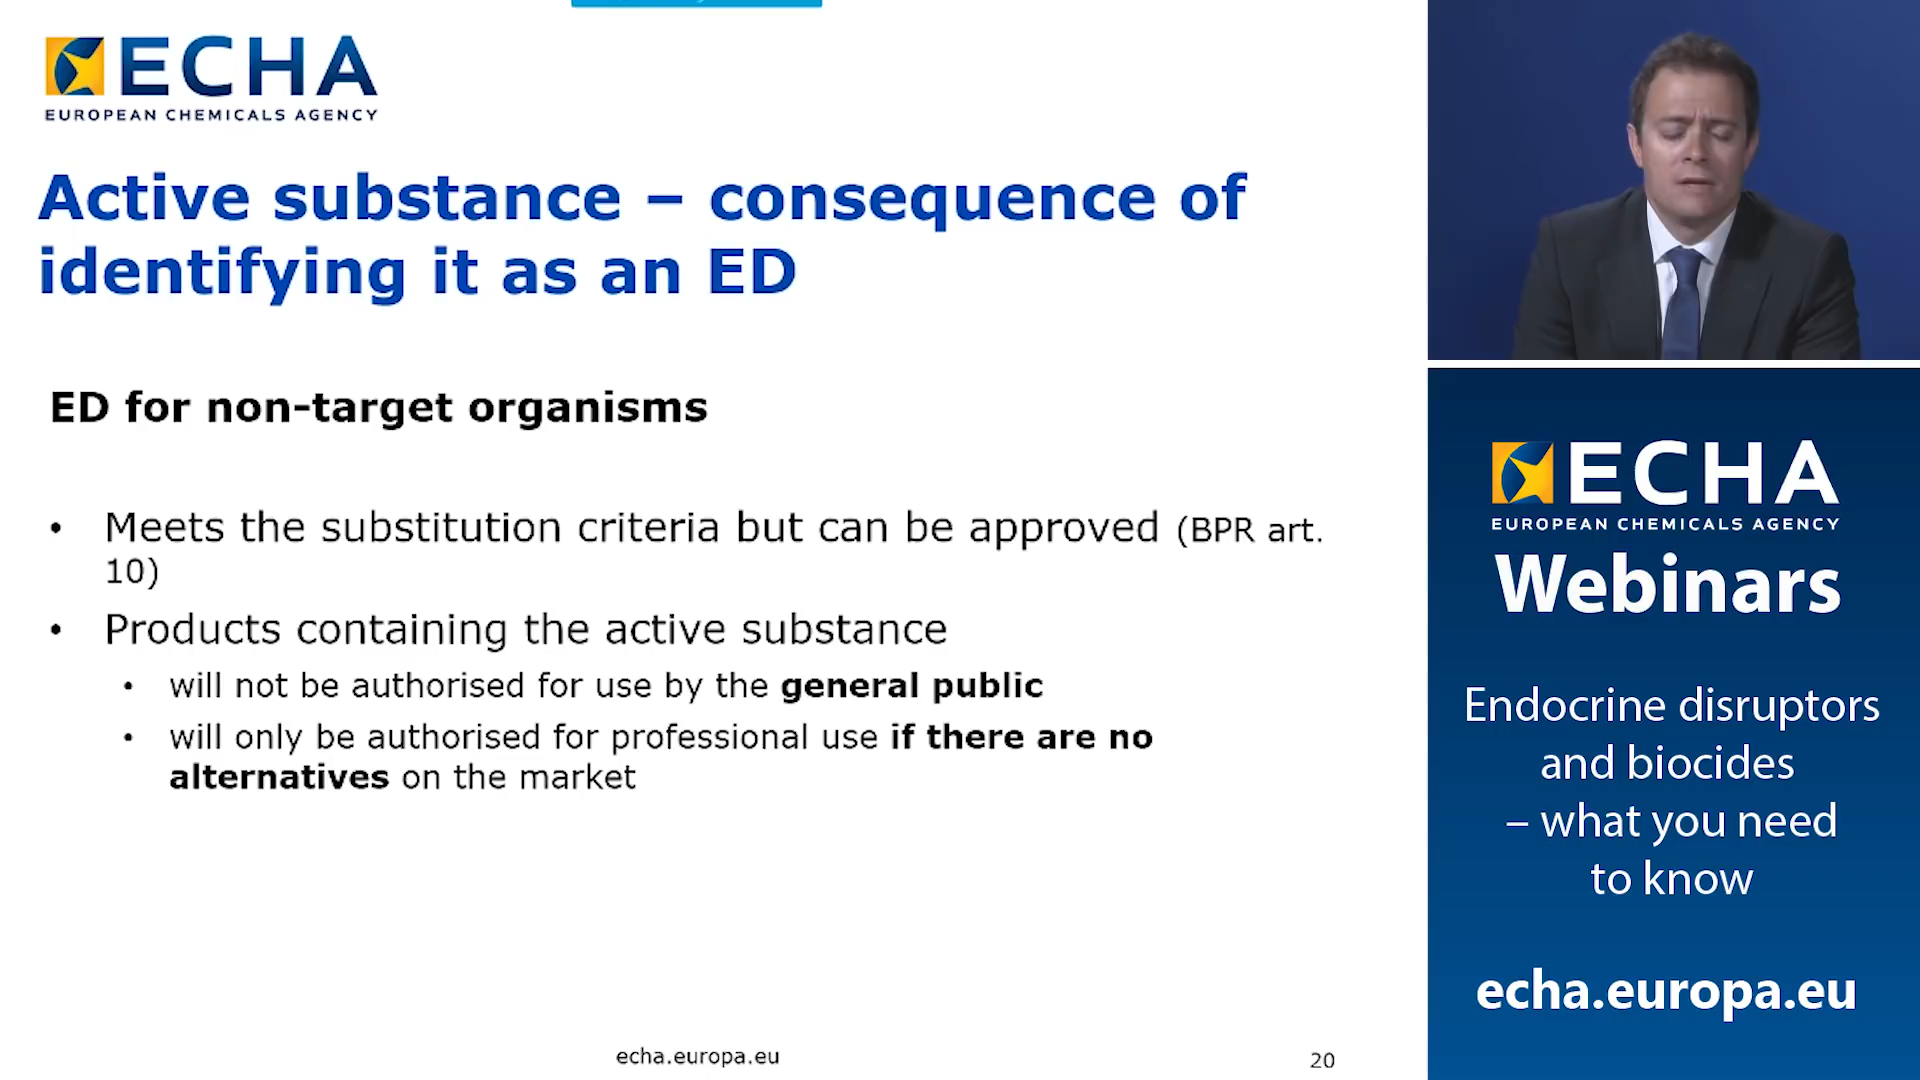 ECHA
EUROPEAN CHEMICALS AGENCY
Active substance – consequence of
identifying it as an ED
ED for non-target organisms
• Meets the substitution criteria but can be approved (BPR art.
10)
• Products containing the active substance
• will not be authorised for use by the general public
• will only be authorised for professional use if there are no
alternatives on the market
echa.europa.eu
20
ECHA
EUROPEAN CHEMICALS AGENCY
Webinars
Endocrine disruptors
and biocides
– what you need
to know
echa.europa.eu